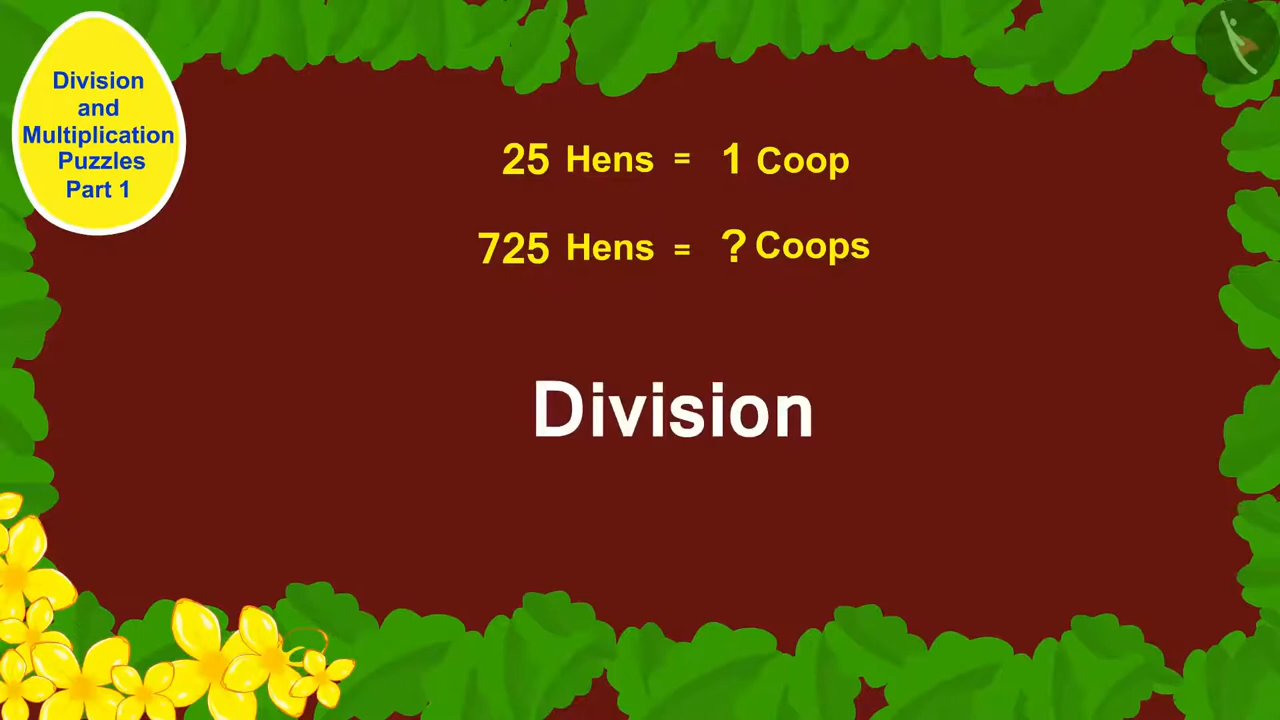 Division
and
Multiplication
Puzzles
Part 1
25 Hens = 1 Coop
725 Hens = ? Coops
Division